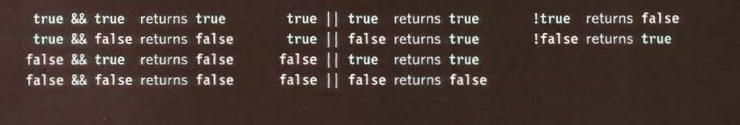 true && true returns true true || true returns true !true returns false
true && false returns false true || false returns true !false returns true
false && true returns false false || true returns true
false && false returns false false || false returns false